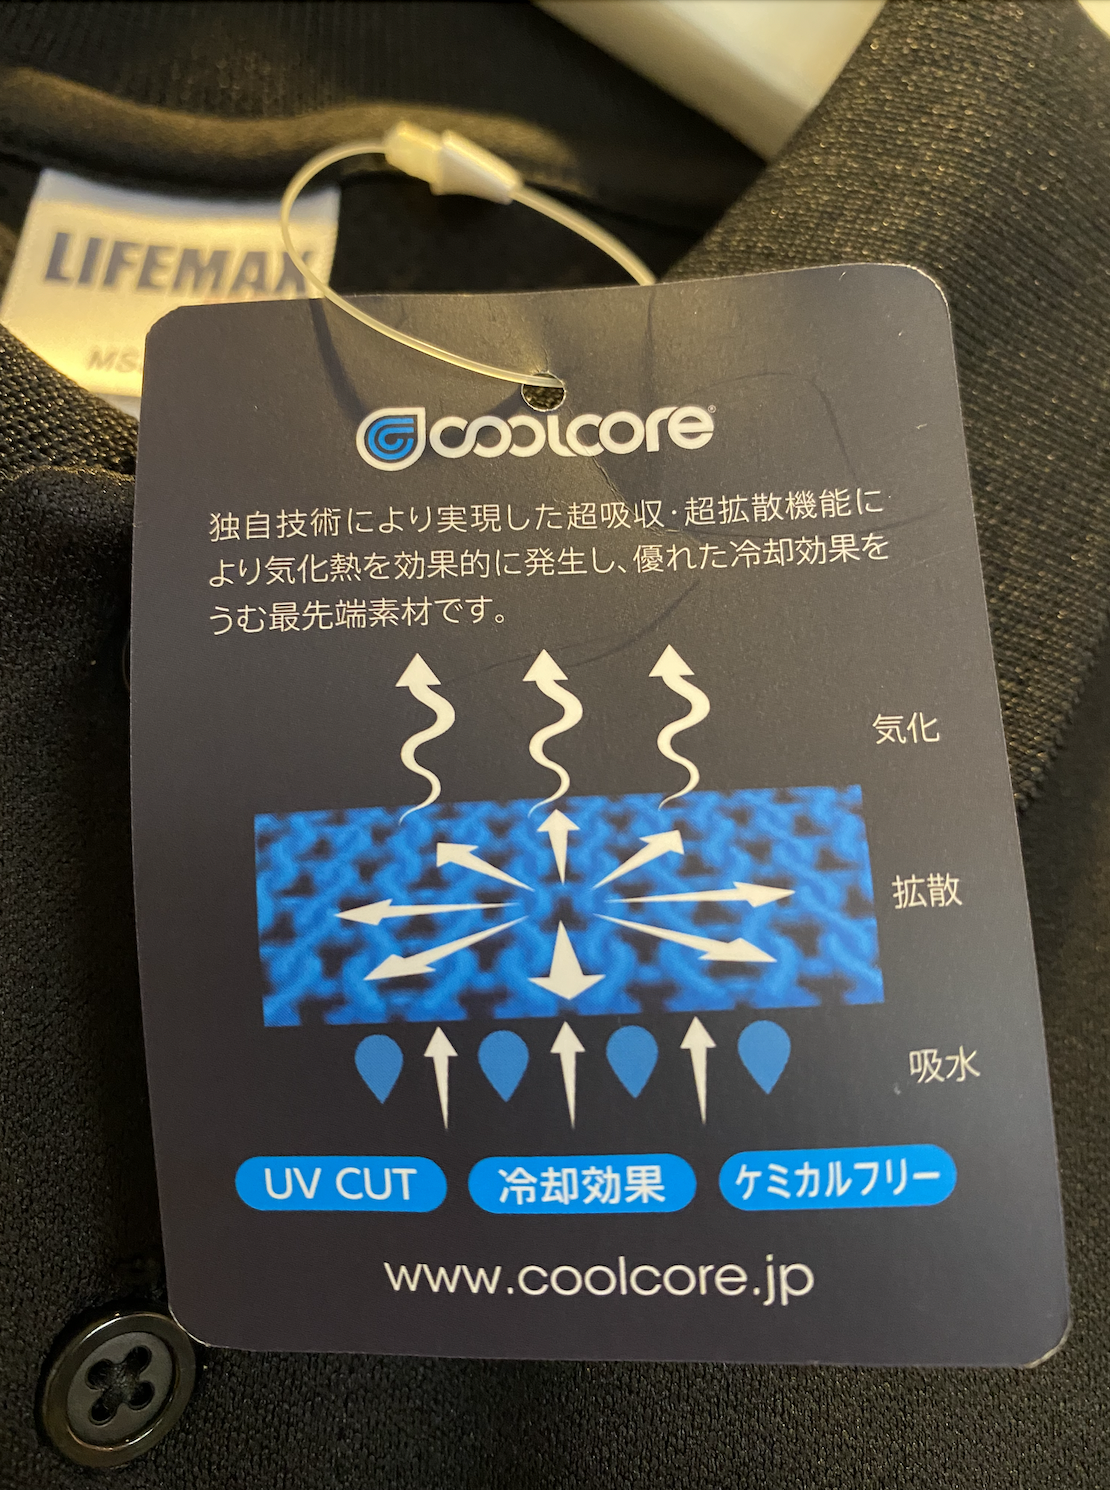 LIFEMAX
MS
coolcore®
独自技術により実現した超吸収・超拡散機能に
より気化熱を効果的に発生し、優れた冷却効果を
うむ最先端素材です。
気化
拡散
吸水
UV CUT
冷却効果
ケミカルフリー
www.coolcore.jp